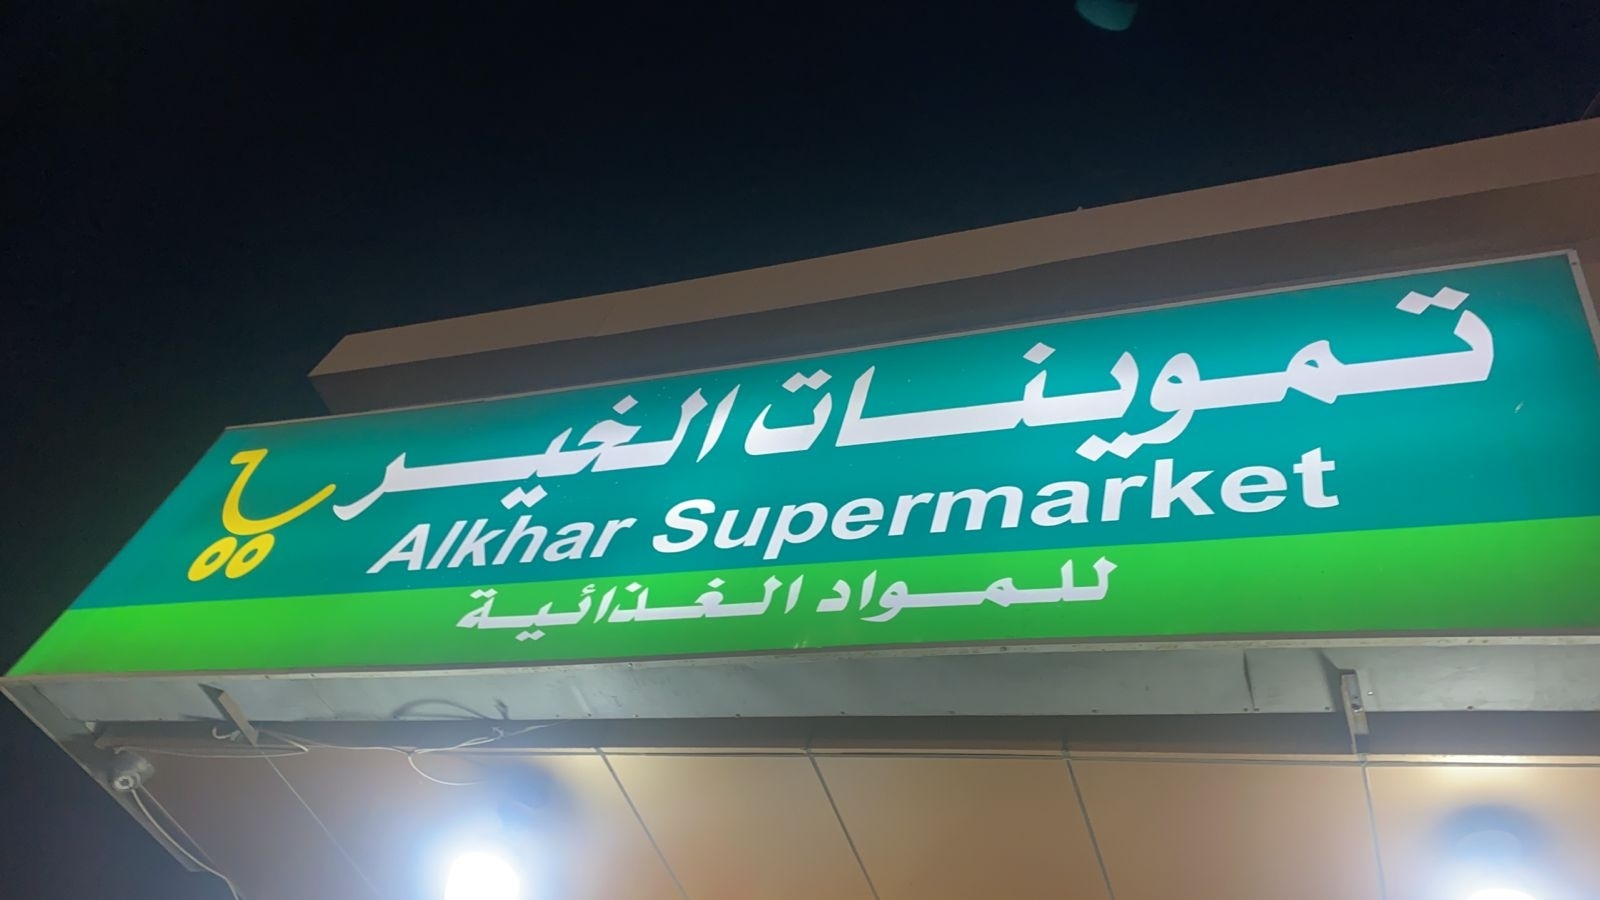 تموينات الخير
Alkhar Supermarket
للمواد الغذائية